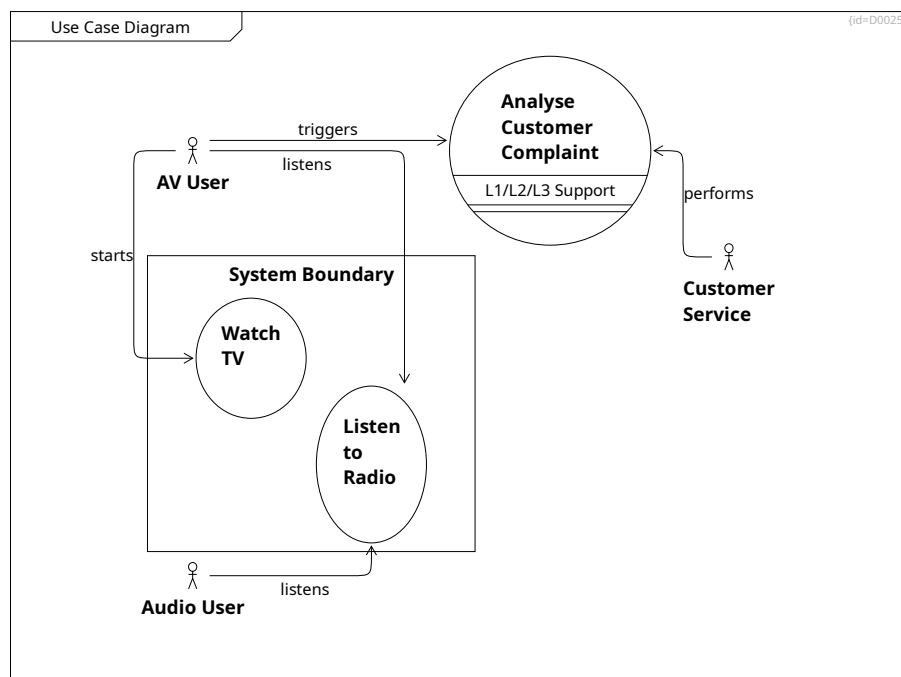 Use Case Diagram
{id=D0025
Analyse
Customer
Complaint
L1/L2/L3 Support
triggers
listens
AV User
performs
starts
System Boundary
Customer
Service
Watch
TV
Listen
to
Radio
listens
Audio User